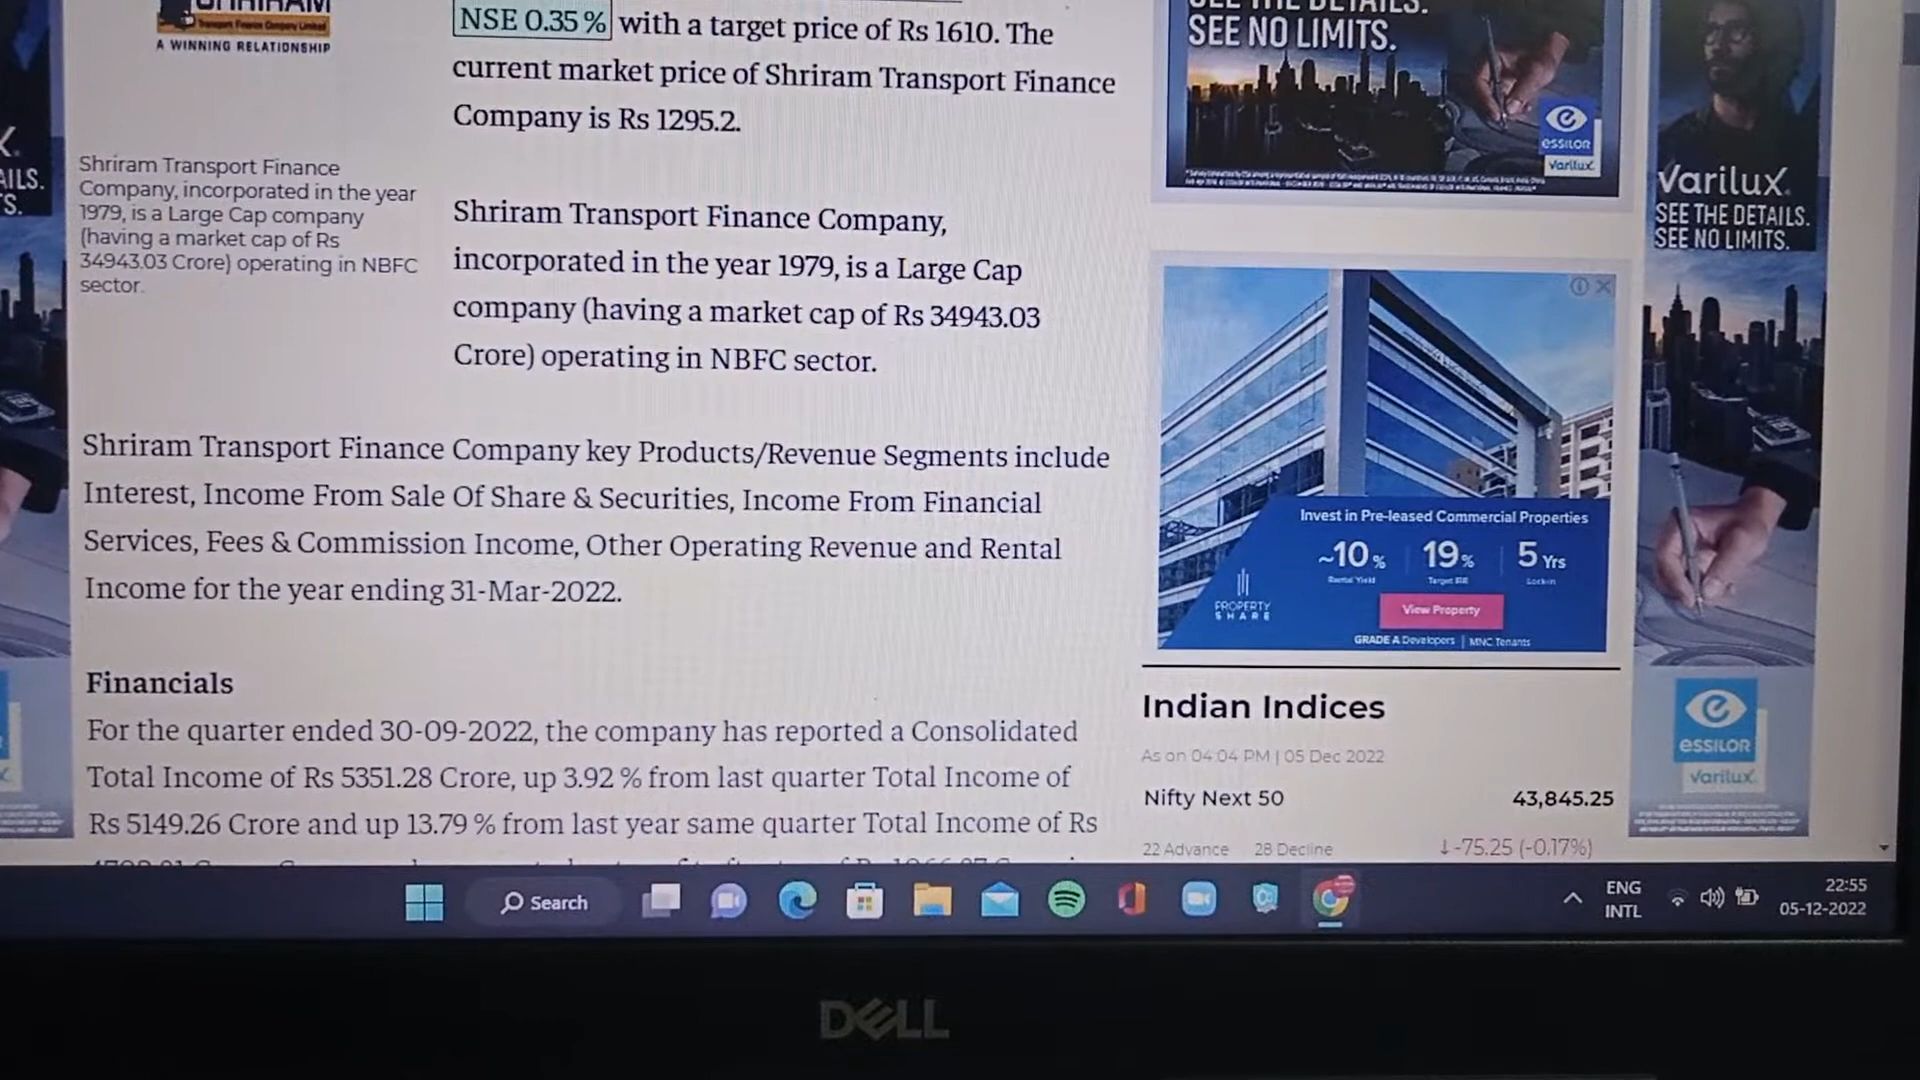 Transport Finance Company Limited
A WINNING RELATIONSHIP
Shriram Transport Finance
Company, incorporated in the year
1979, is a Large Cap company
(having a market cap of Rs
34943.03 Crore) operating in NBFC
sector.
NSE 0.35 % with a target price of Rs 1610. The
current market price of Shriram Transport Finance
Company is Rs 1295.2.
Shriram Transport Finance Company,
incorporated in the year 1979, is a Large Cap
company (having a market cap of Rs 34943.03
Crore) operating in NBFC sector.
Shriram Transport Finance Company key Products/Revenue Segments include
Interest, Income From Sale Of Share & Securities, Income From Financial
Services, Fees & Commission Income, Other Operating Revenue and Rental
Income for the year ending 31-Mar-2022.
Financials
For the quarter ended 30-09-2022, the company has reported a Consolidated
Total Income of Rs 5351.28 Crore, up 3.92 % from last quarter Total Income of
Rs 5149.26 Crore and up 13.79 % from last year same quarter Total Income of Rs
SEE NO LIMITS.
essilor
Varilux
Invest in Pre-leased Commercial Properties
~10 % 19 % 5 Yrs
Rental Yield Target IRR Lock-in
PROPERTY
SHARE
View Property
GRADE A Developers | MNC Tenants
Indian Indices
As on 04:04 PM | 05 Dec 2022
Nifty Next 50 43,845.25
22 Advance 28 Decline ↓-75.25 (-0.17%)
Varilux
SEE THE DETAILS.
SEE NO LIMITS.
essilor
Varilux
Search
ENG
INTL
22:55
05-12-2022
DELL